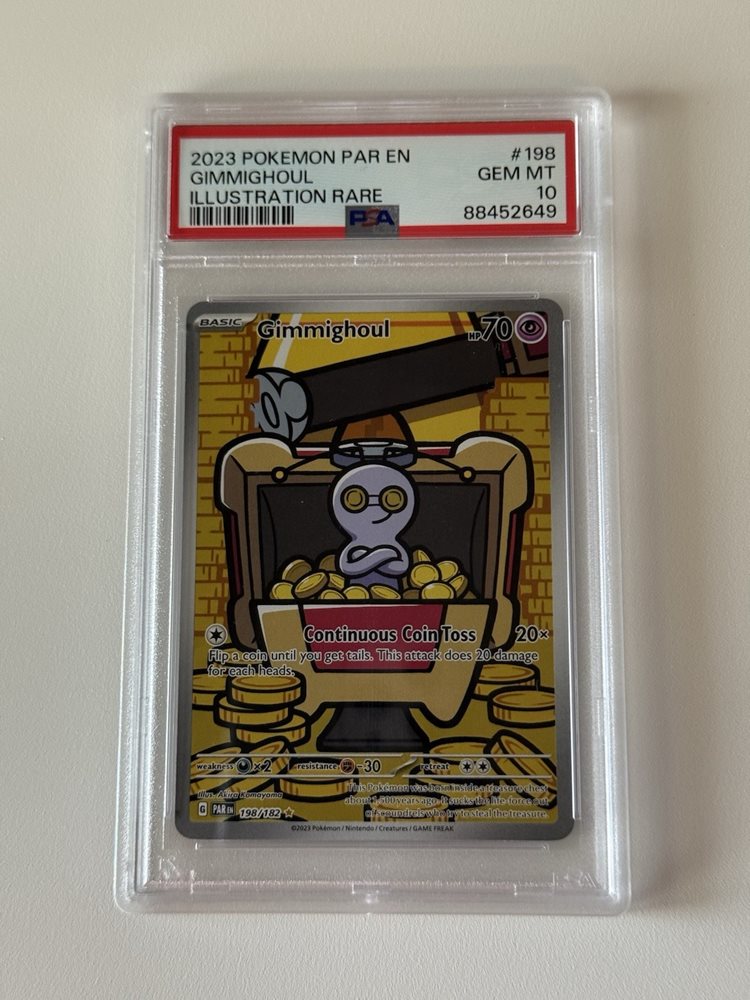 2023 POKEMON PAR EN #198
GIMMIGHOUL GEM MT
ILLUSTRATION RARE 10
PSA 88452649
BASIC Gimmighoul HP 70
Continuous Coin Toss 20×
Flip a coin until you get tails. This attack does 20 damage
for each heads.
weakness ×2 resistance -30 retreat
Illus. Akira Komayama
This Pokémon was born inside a treasure chest
about 1,500 years ago. It sucks the life-force out
of scoundrels who try to steal the treasure.
G PAR EN 198/182
©2023 Pokémon / Nintendo / Creatures / GAME FREAK